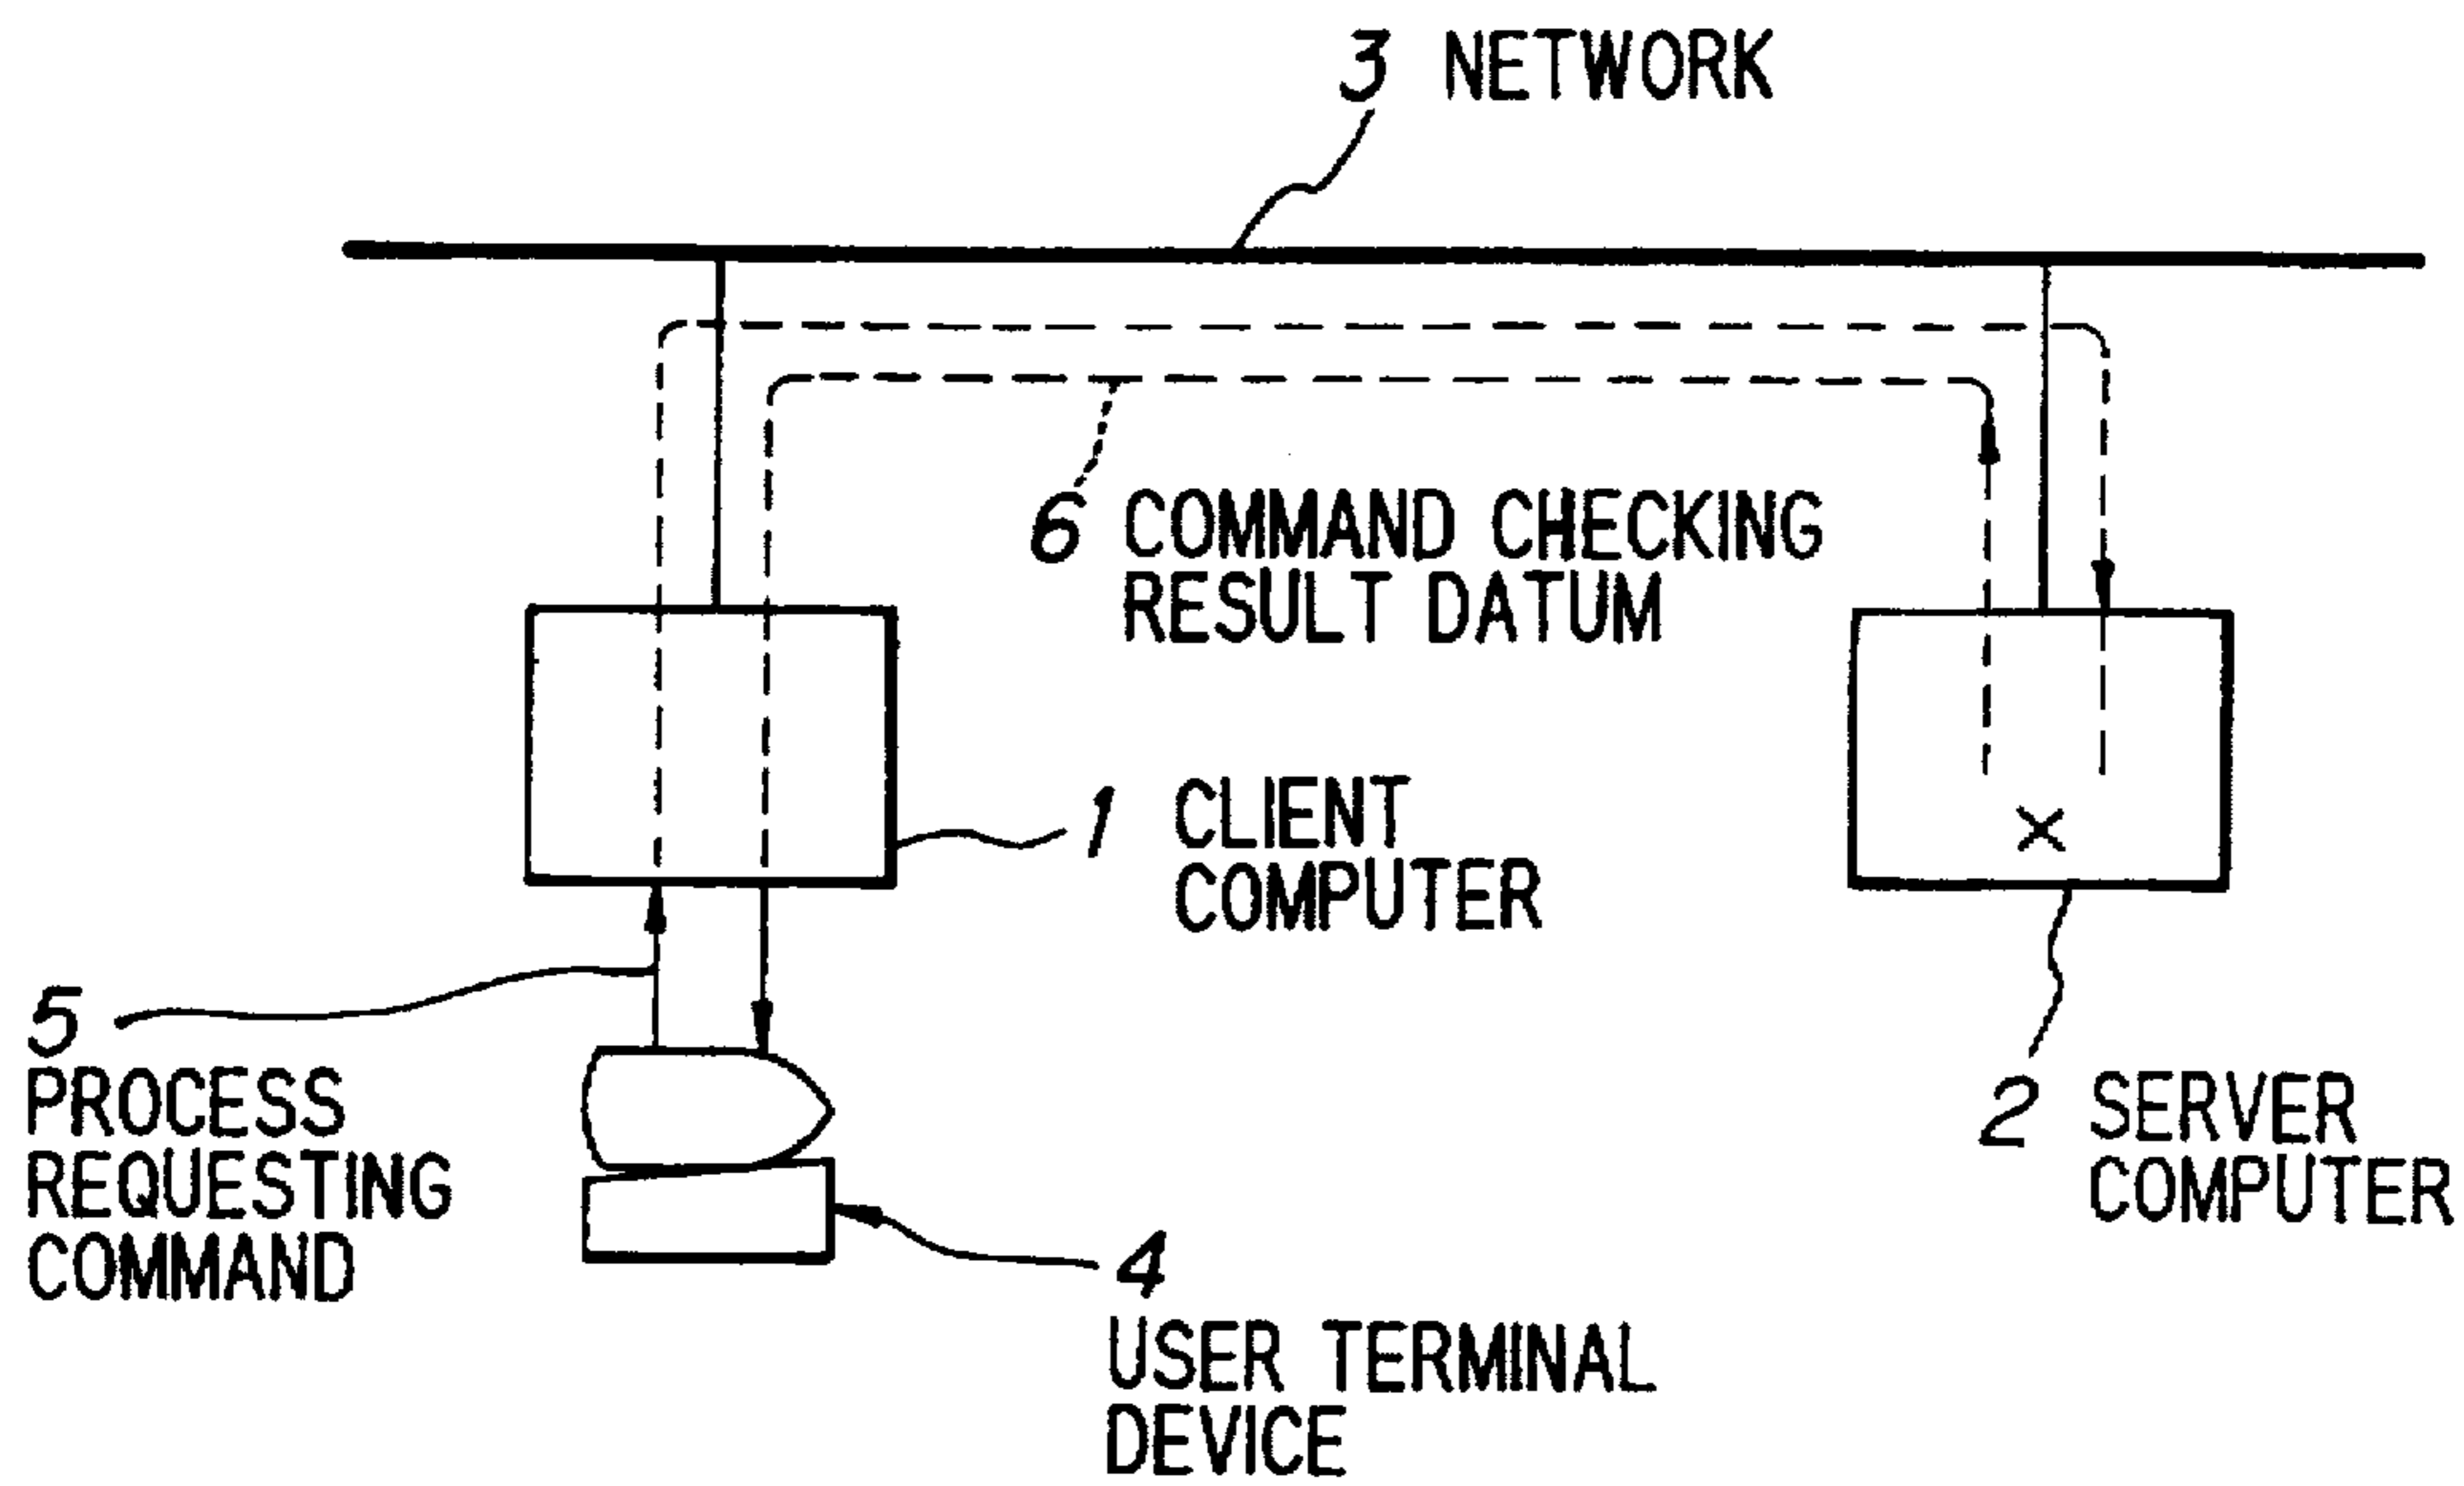 3 NETWORK
6 COMMAND CHECKING
RESULT DATUM
1 CLIENT
COMPUTER
X
5
PROCESS
REQUESTING
COMMAND
2 SERVER
COMPUTER
4
USER TERMINAL
DEVICE